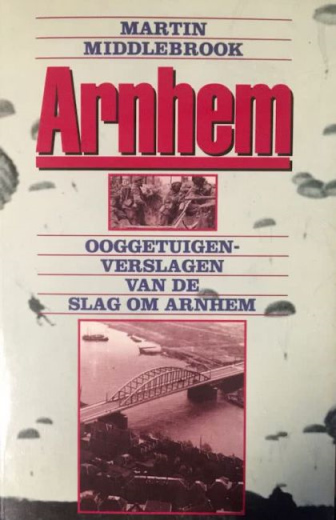 MARTIN
MIDDLEBROOK
Arnhem
OOGGETUIGEN-
VERSLAGEN
VAN DE
SLAG OM ARNHEM